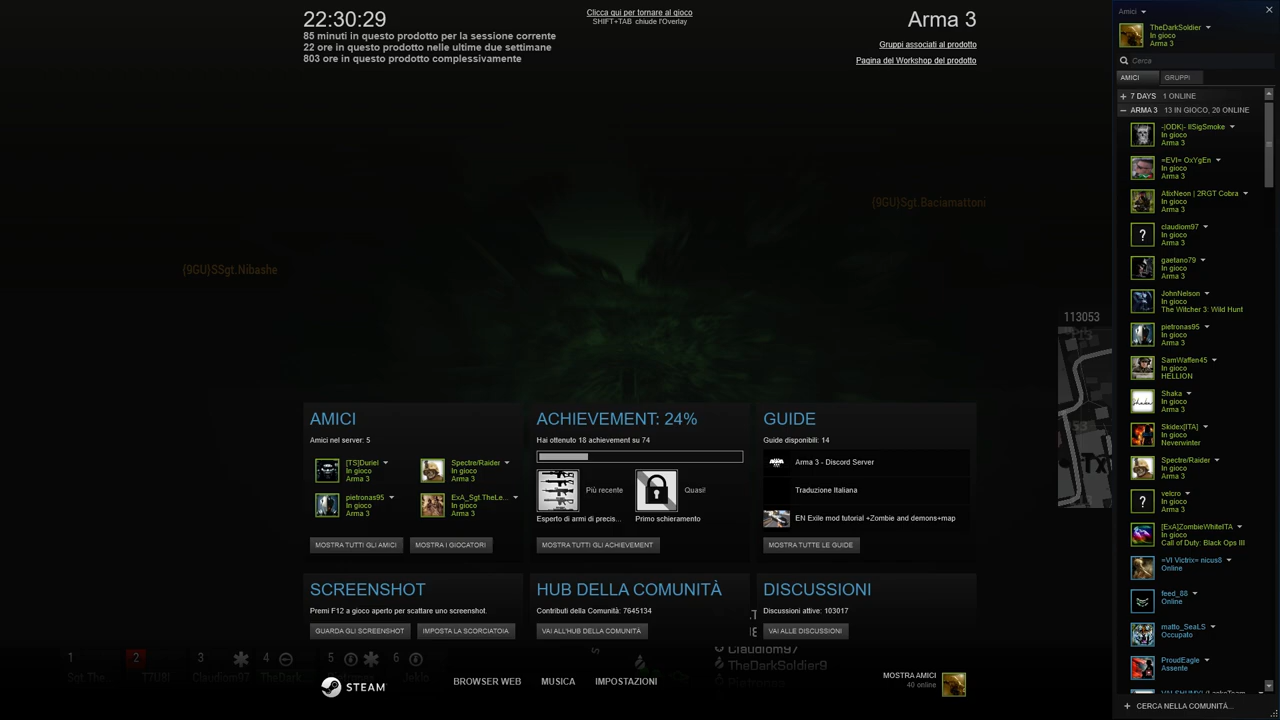 22:30:29
85 minuti in questo prodotto per la sessione corrente
22 ore in questo prodotto nelle ultime due settimane
803 ore in questo prodotto complessivamente
Clicca qui per tornare al gioco
SHIFT+TAB chiude l'Overlay
Arma 3
Gruppi associati al prodotto
Pagina del Workshop del prodotto
{9GU}Sgt.Baciamattoni
{9GU}SSgt.Nibashe
113053
AMICI
Amici nel server: 5
[TS]Duriel
In gioco
Arma 3
Spectre/Raider
In gioco
Arma 3
pietronas95
In gioco
Arma 3
ExA_Sgt.TheLe...
In gioco
Arma 3
MOSTRA TUTTI GLI AMICI
MOSTRA I GIOCATORI
ACHIEVEMENT: 24%
Hai ottenuto 18 achievement su 74
Più recente
Quasi!
Esperto di armi di precis...
Primo schieramento
MOSTRA TUTTI GLI ACHIEVEMENT
GUIDE
Guide disponibili: 14
Arma 3 - Discord Server
Traduzione Italiana
EN Exile mod tutorial +Zombie and demons+map
MOSTRA TUTTE LE GUIDE
SCREENSHOT
Premi F12 a gioco aperto per scattare uno screenshot.
GUARDA GLI SCREENSHOT
IMPOSTA LA SCORCIATOIA
HUB DELLA COMUNITÀ
Contributi della Comunità: 7645134
VAI ALL'HUB DELLA COMUNITÀ
DISCUSSIONI
Discussioni attive: 103017
VAI ALLE DISCUSSIONI
1
2
3
4
5
6
Claudiom97
TheDarkSoldier9
STEAM
BROWSER WEB
MUSICA
IMPOSTAZIONI
MOSTRA AMICI
40 online
Amici
TheDarkSoldier
In gioco
Arma 3
Cerca
AMICI
GRUPPI
7 DAYS 1 ONLINE
ARMA 3 13 IN GIOCO, 20 ONLINE
-|ODK|- IlSigSmoke
In gioco
Arma 3
=EVI= OxYgEn
In gioco
Arma 3
AtixNeon | 2RGT Cobra
In gioco
Arma 3
?
claudiom97
In gioco
Arma 3
gaetano79
In gioco
Arma 3
JohnNelson
In gioco
The Witcher 3: Wild Hunt
pietronas95
In gioco
Arma 3
SamWaffen45
In gioco
HELLION
Shaka
In gioco
Arma 3
Skidex[ITA]
In gioco
Neverwinter
Spectre/Raider
In gioco
Arma 3
?
velcro
In gioco
Arma 3
[ExA]ZombieWhiteITA
In gioco
Call of Duty: Black Ops III
=VI Victrix= nicus8
Online
feed_88
Online
matto_SeaLS
Occupato
ProudEagle
Assente
CERCA NELLA COMUNITÀ...